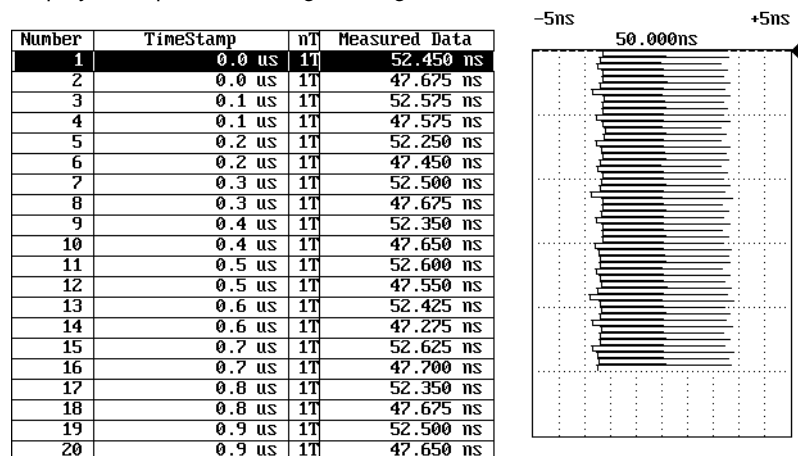 -5ns +5ns
50.000ns
Number TimeStamp nT Measured Data
1 0.0 us 1T 52.450 ns
2 0.0 us 1T 47.675 ns
3 0.1 us 1T 52.575 ns
4 0.1 us 1T 47.575 ns
5 0.2 us 1T 52.250 ns
6 0.2 us 1T 47.450 ns
7 0.3 us 1T 52.500 ns
8 0.3 us 1T 47.675 ns
9 0.4 us 1T 52.350 ns
10 0.4 us 1T 47.650 ns
11 0.5 us 1T 52.600 ns
12 0.5 us 1T 47.550 ns
13 0.6 us 1T 52.425 ns
14 0.6 us 1T 47.275 ns
15 0.7 us 1T 52.625 ns
16 0.7 us 1T 47.700 ns
17 0.8 us 1T 52.350 ns
18 0.8 us 1T 47.675 ns
19 0.9 us 1T 52.500 ns
20 0.9 us 1T 47.650 ns